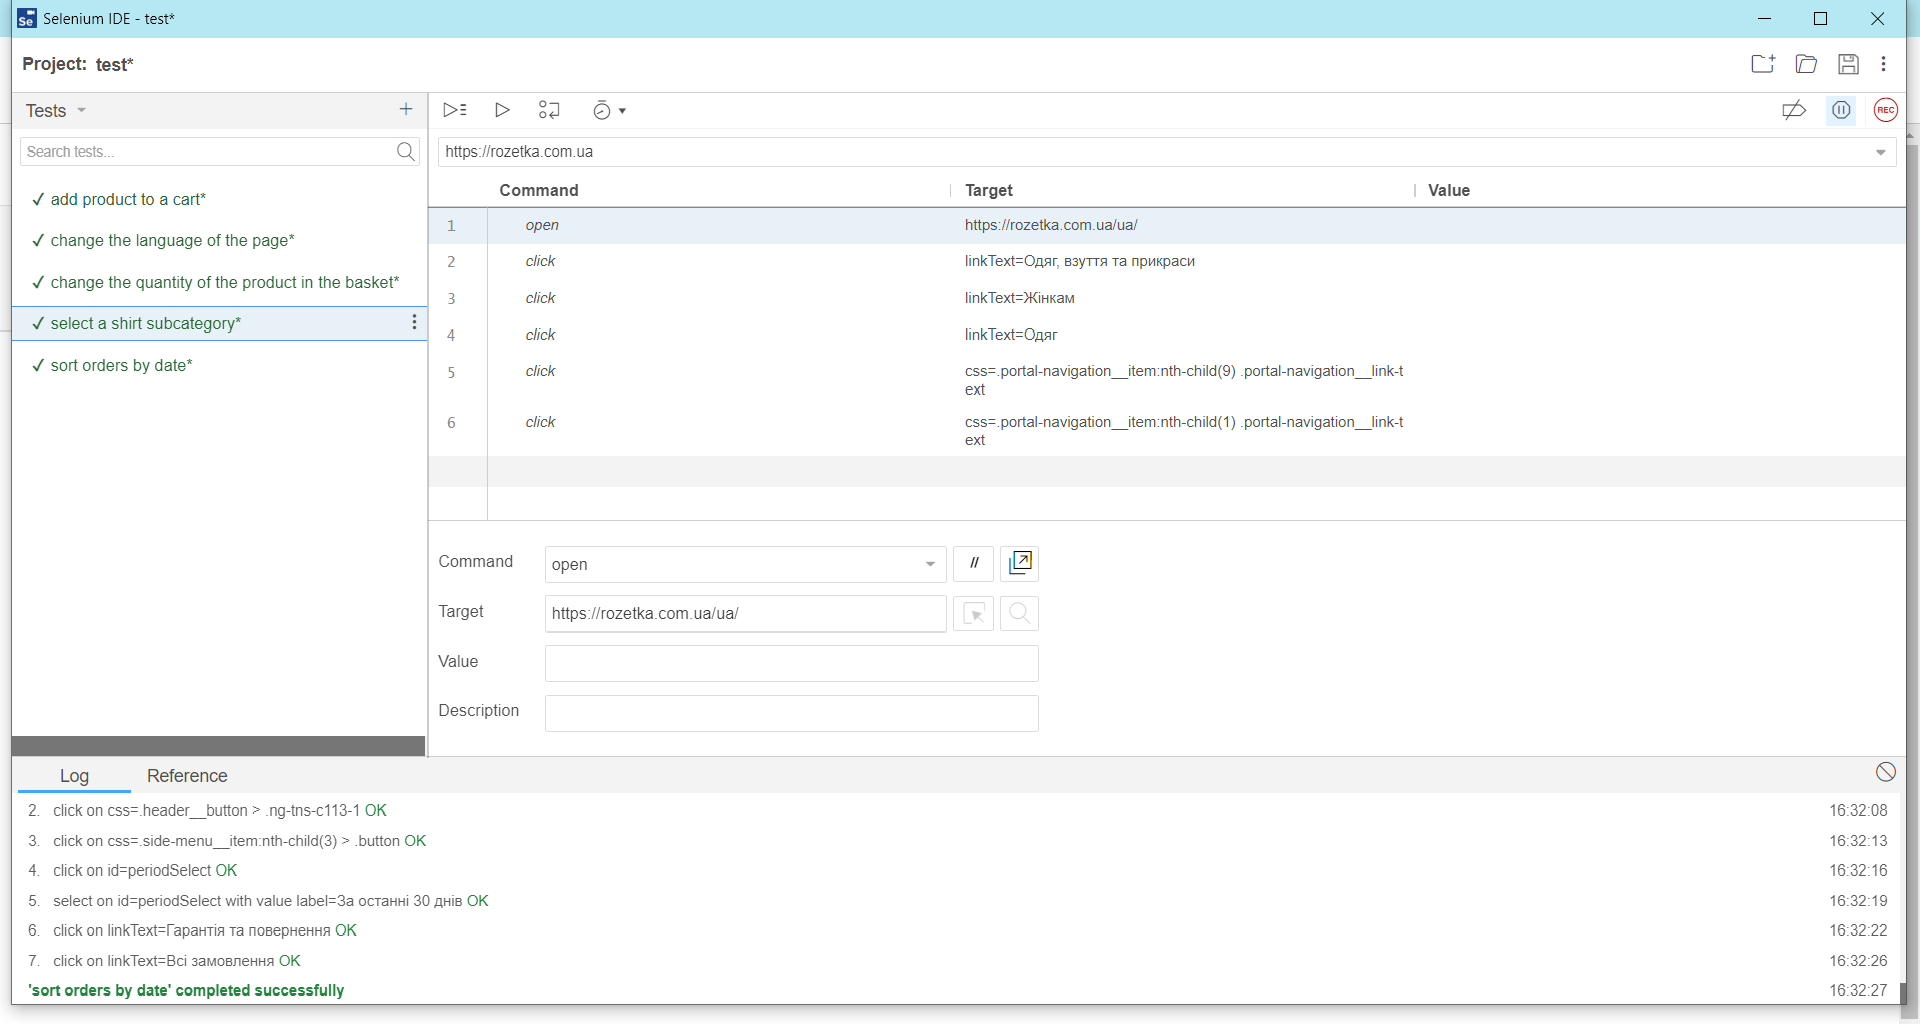 Selenium IDE - test*
Project: test*
Tests
Search tests...
✓ add product to a cart*
✓ change the language of the page*
✓ change the quantity of the product in the basket*
✓ select a shirt subcategory*
✓ sort orders by date*
REC
https://rozetka.com.ua
Command Target Value
1 open https://rozetka.com.ua/ua/
2 click linkText=Одяг, взуття та прикраси
3 click linkText=Жінкам
4 click linkText=Одяг
5 click css=.portal-navigation__item:nth-child(9) .portal-navigation__link-t
ext
6 click css=.portal-navigation__item:nth-child(1) .portal-navigation__link-t
ext
Command open //
Target https://rozetka.com.ua/ua/
Value
Description
Log Reference
2. click on css=.header__button > .ng-tns-c113-1 OK 16:32:08
3. click on css=.side-menu__item:nth-child(3) > .button OK 16:32:13
4. click on id=periodSelect OK 16:32:16
5. select on id=periodSelect with value label=За останні 30 днів OK 16:32:19
6. click on linkText=Гарантія та повернення OK 16:32:22
7. click on linkText=Всі замовлення OK 16:32:26
'sort orders by date' completed successfully 16:32:27